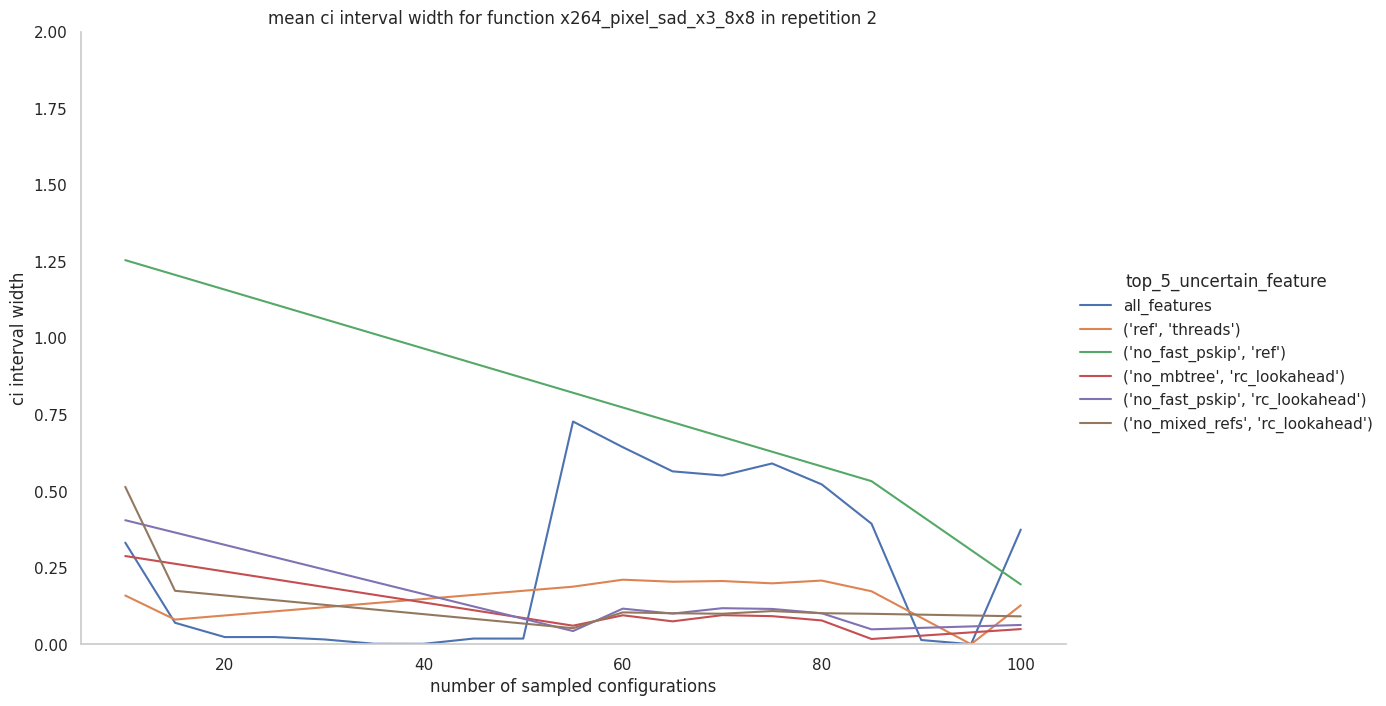 mean ci interval width for function x264_pixel_sad_x3_8x8 in repetition 2
2.00
1.75
1.50
1.25
1.00
0.75
0.50
0.25
0.00
ci interval width
20
40
60
80
100
number of sampled configurations
top_5_uncertain_feature
all_features
('ref', 'threads')
('no_fast_pskip', 'ref')
('no_mbtree', 'rc_lookahead')
('no_fast_pskip', 'rc_lookahead')
('no_mixed_refs', 'rc_lookahead')